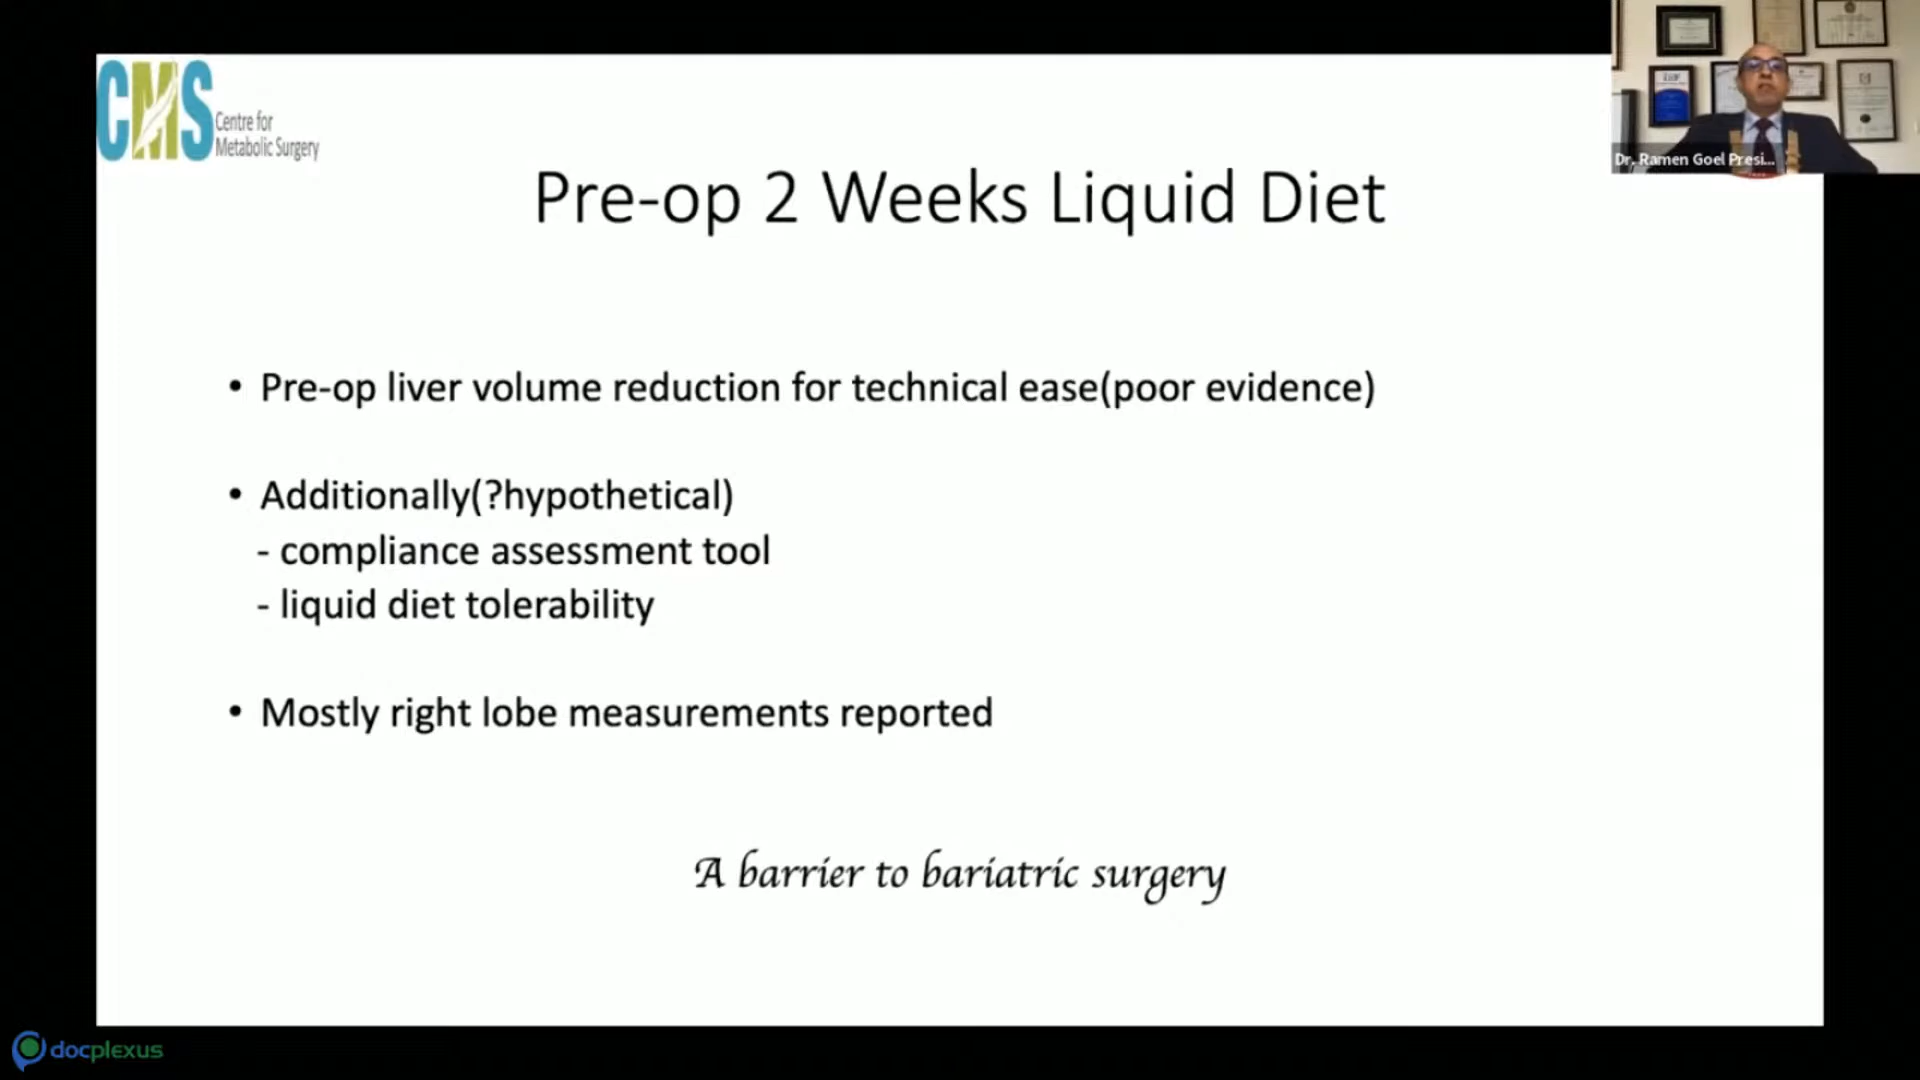 CMS
Centre for
Metabolic Surgery
Dr. Ramen Goel Presi...
Pre-op 2 Weeks Liquid Diet
• Pre-op liver volume reduction for technical ease(poor evidence)
• Additionally(?hypothetical)
- compliance assessment tool
- liquid diet tolerability
• Mostly right lobe measurements reported
A barrier to bariatric surgery
docplexus